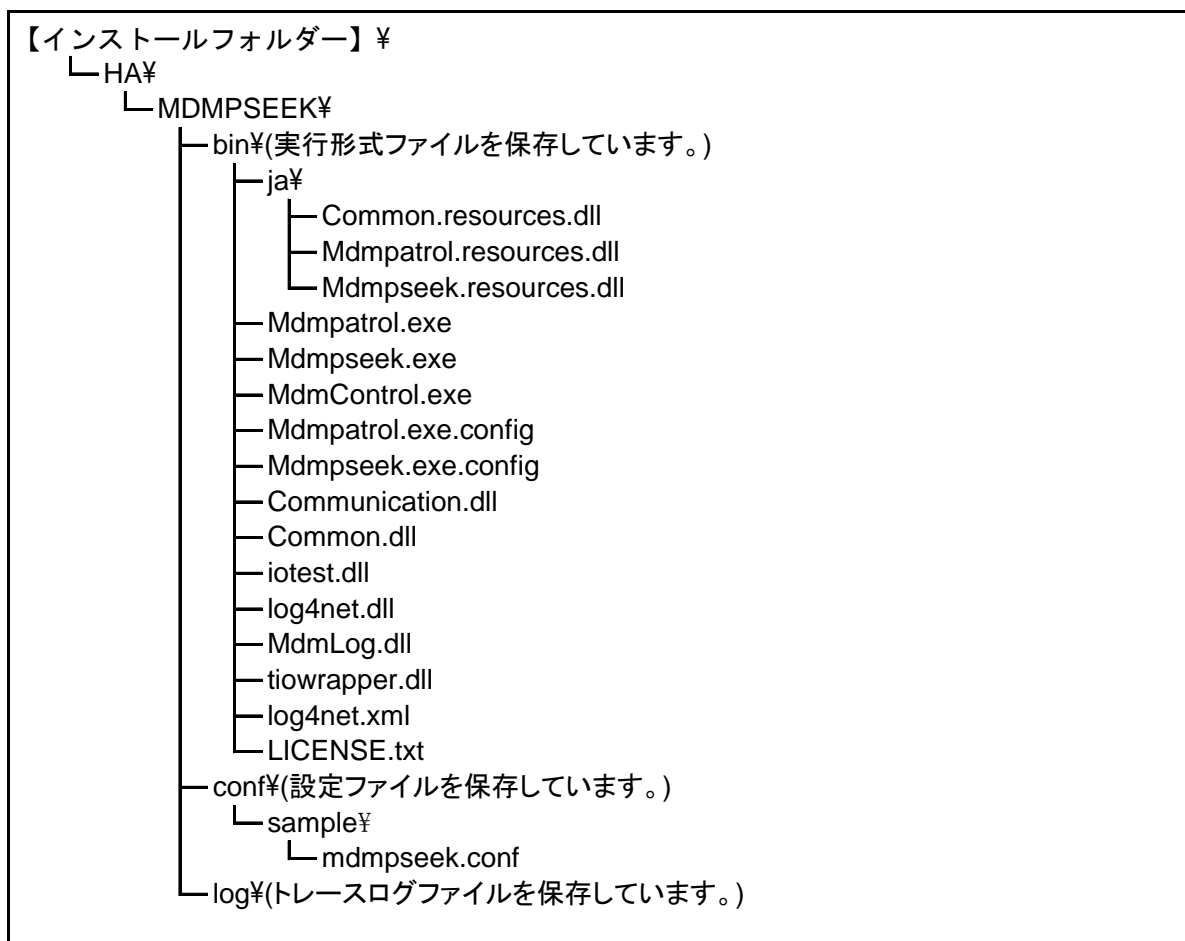 【インストールフォルダー】¥
HA¥
MDMPSEEK¥
bin¥(実行形式ファイルを保存しています。)
ja¥
Common.resources.dll
Mdmpatrol.resources.dll
Mdmpseek.resources.dll
Mdmpatrol.exe
Mdmpseek.exe
MdmControl.exe
Mdmpatrol.exe.config
Mdmpseek.exe.config
Communication.dll
Common.dll
iotest.dll
log4net.dll
MdmLog.dll
tiowrapper.dll
log4net.xml
LICENSE.txt
conf¥(設定ファイルを保存しています。)
sample¥
mdmpseek.conf
log¥(トレースログファイルを保存しています。)